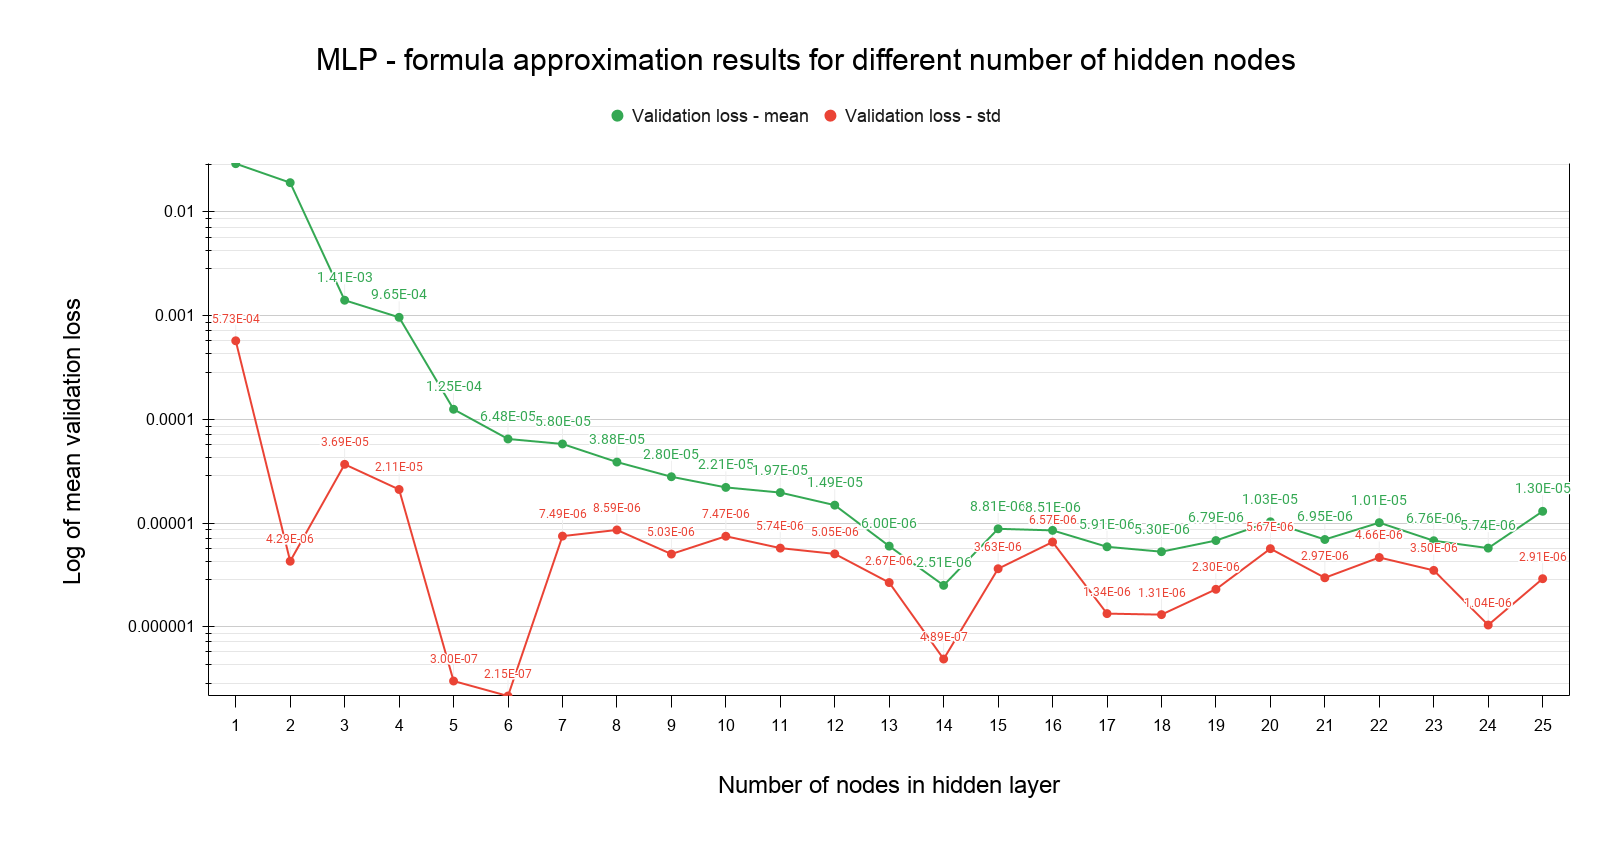 MLP - formula approximation results for different number of hidden nodes
Validation loss - mean Validation loss - std
Log of mean validation loss
0.01
0.001
0.0001
0.00001
0.000001
1.41E-03 9.65E-04 1.25E-04 6.48E-05 5.80E-05 3.88E-05 2.80E-05 2.21E-05 1.97E-05 1.49E-05 6.00E-06 2.51E-06 8.81E-06 8.51E-06 5.91E-06 5.30E-06 6.79E-06 1.03E-05 6.95E-06 1.01E-05 6.76E-06 5.74E-06 1.30E-05
5.73E-04 4.29E-06 3.69E-05 2.11E-05 3.00E-07 2.15E-07 7.49E-06 8.59E-06 5.03E-06 7.47E-06 5.74E-06 5.05E-06 2.67E-06 4.89E-07 3.63E-06 6.57E-06 1.34E-06 1.31E-06 2.30E-06 5.67E-06 2.97E-06 4.66E-06 3.50E-06 1.04E-06 2.91E-06
1 2 3 4 5 6 7 8 9 10 11 12 13 14 15 16 17 18 19 20 21 22 23 24 25
Number of nodes in hidden layer